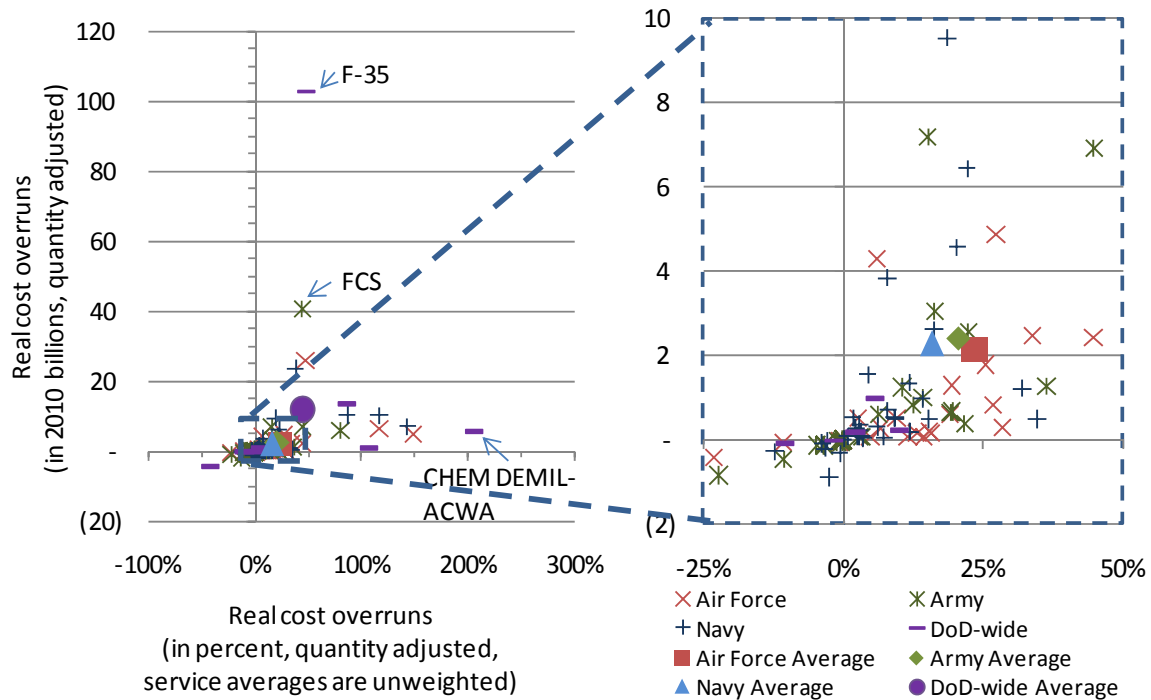 120
100
80
60
40
20
-
(20)
Real cost overruns
(in 2010 billions, quantity adjusted)
F-35
FCS
CHEM DEMIL-
ACWA
-100% 0% 100% 200% 300%
Real cost overruns
(in percent, quantity adjusted,
service averages are unweighted)
10
8
6
4
2
-
(2)
-25% 0% 25% 50%
Air Force Army
Navy DoD-wide
Air Force Average Army Average
Navy Average DoD-wide Average